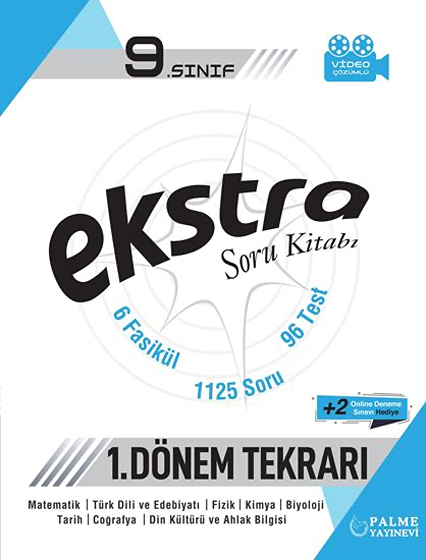 9.SINIF
VİDEO
ÇÖZÜMLÜ
ekstra
Soru Kitabı
6 Fasikül
1125 Soru
96 Test
+2 Online Deneme
Sınavı Hediye
1.DÖNEM TEKRARI
Matematik | Türk Dili ve Edebiyatı | Fizik | Kimya | Biyoloji
Tarih | Coğrafya | Din Kültürü ve Ahlak Bilgisi
PALME
YAYINEVİ